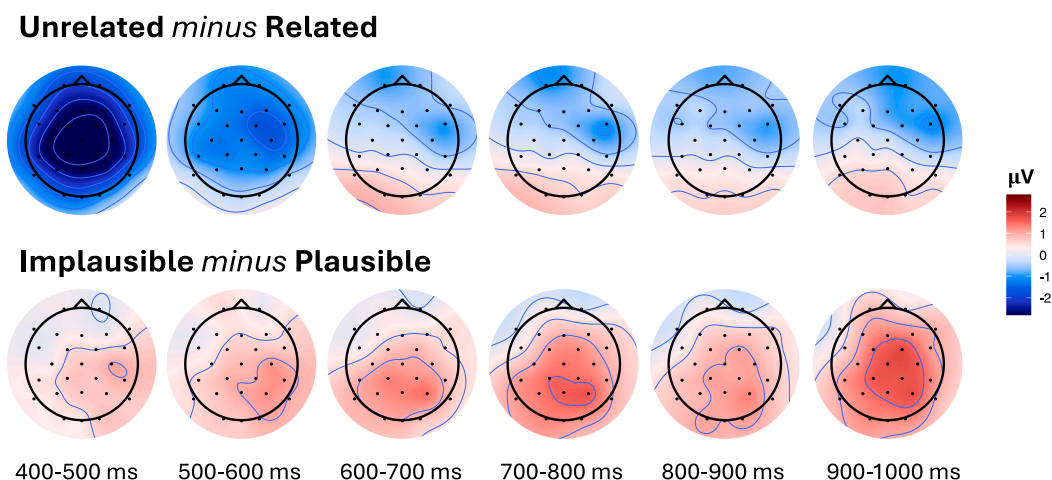 Unrelated minus Related
μV
2
1
0
-1
-2
Implausible minus Plausible
400-500 ms 500-600 ms 600-700 ms 700-800 ms 800-900 ms 900-1000 ms